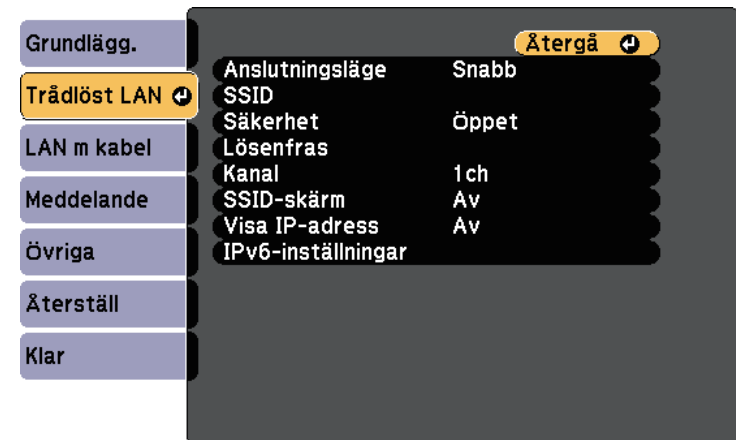 Grundlägg.
Trådlöst LAN
LAN m kabel
Meddelande
Övriga
Återställ
Klar
Återgå
Anslutningsläge Snabb
SSID
Säkerhet Öppet
Lösenfras
Kanal 1ch
SSID-skärm Av
Visa IP-adress Av
IPv6-inställningar